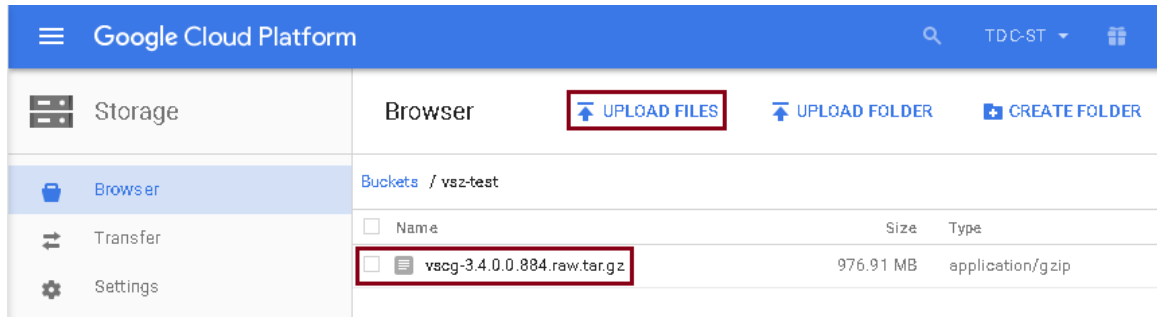 Google Cloud Platform TDC-ST
Storage Browser UPLOAD FILES UPLOAD FOLDER CREATE FOLDER
Browser
Buckets / vsz-test
Transfer
Name Size Type
Settings
vscg-3.4.0.0.884.raw.tar.gz 976.91 MB application/gzip